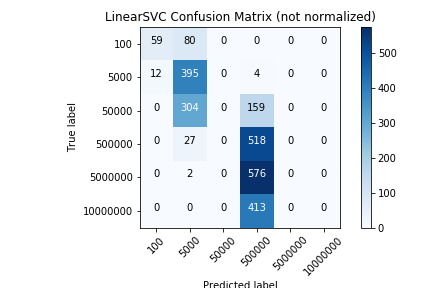 LinearSVC Confusion Matrix (not normalized)
100 59 80 0 0 0 0
5000 12 395 0 4 0 0
50000 0 304 0 159 0 0
500000 0 27 0 518 0 0
5000000 0 2 0 576 0 0
10000000 0 0 0 413 0 0
True label
100 5000 50000 500000 5000000 10000000
Predicted label
500
400
300
200
100
0